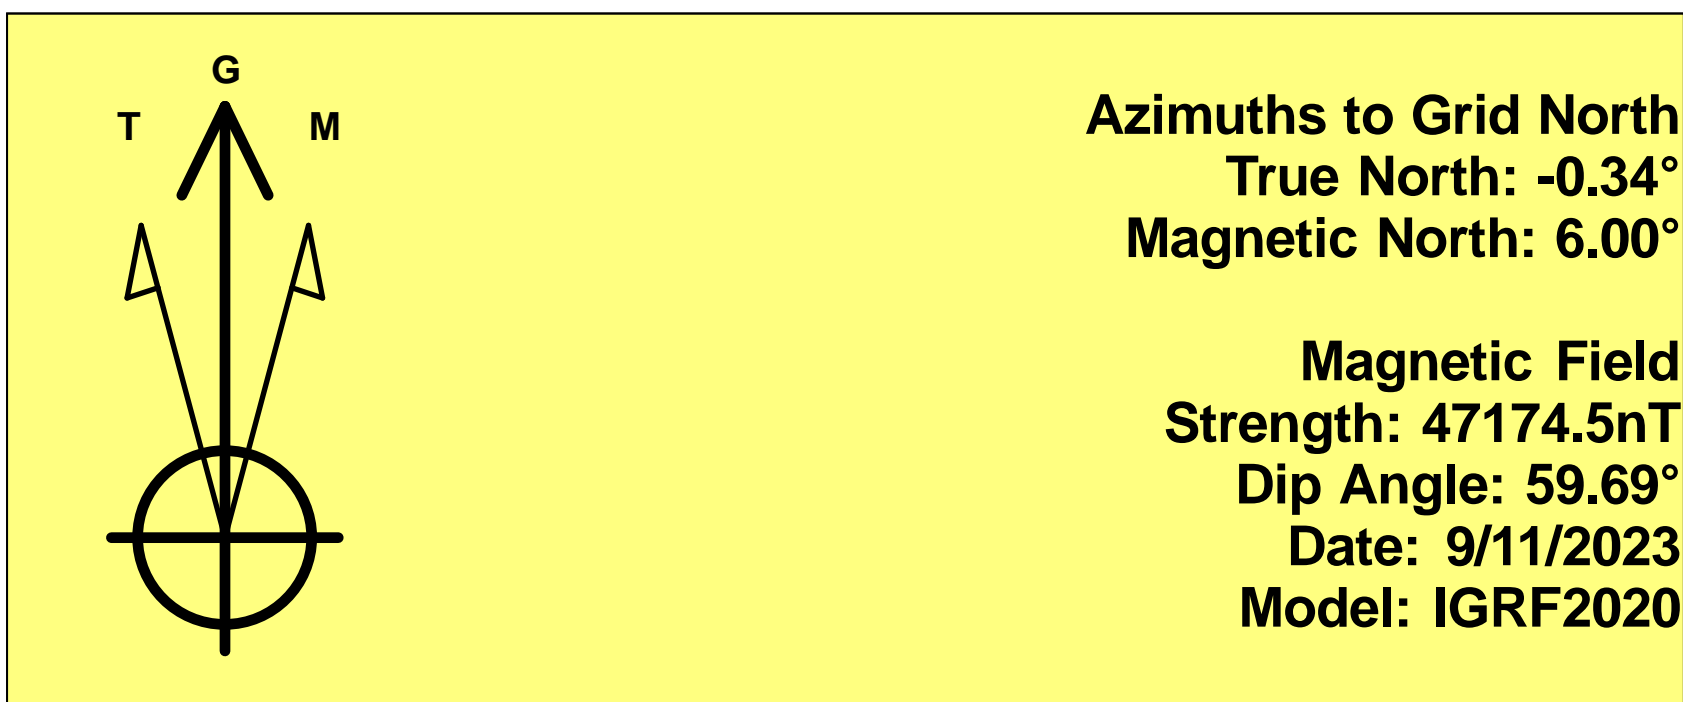 G
T
M
Azimuths to Grid North
True North: -0.34°
Magnetic North: 6.00°
Magnetic Field
Strength: 47174.5nT
Dip Angle: 59.69°
Date: 9/11/2023
Model: IGRF2020